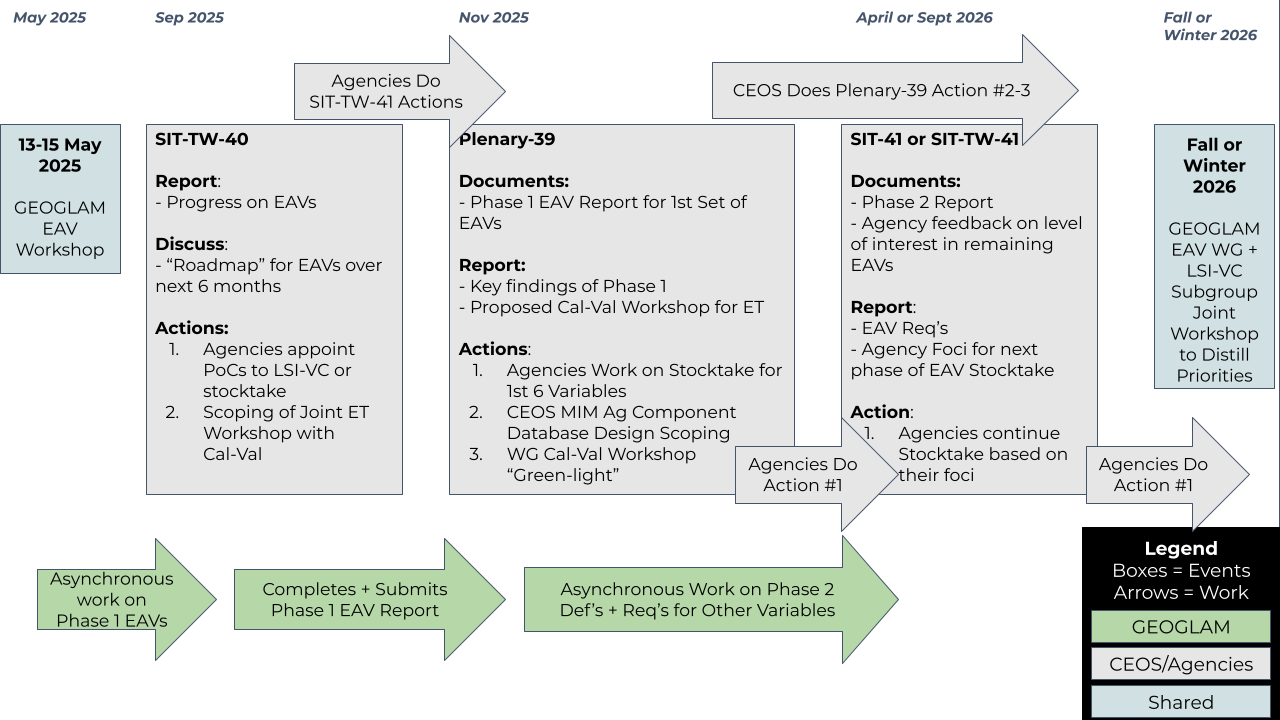 May 2025
Sep 2025
Nov 2025
April or Sept 2026
Fall or
Winter 2026
Agencies Do
SIT-TW-41 Actions
CEOS Does Plenary-39 Action #2-3
13-15 May
2025
GEOGLAM
EAV
Workshop
SIT-TW-40
Report:
- Progress on EAVs
Discuss:
- “Roadmap” for EAVs over
next 6 months
Actions:
1. Agencies appoint
PoCs to LSI-VC or
stocktake
2. Scoping of Joint ET
Workshop with
Cal-Val
Plenary-39
Documents:
- Phase 1 EAV Report for 1st Set of
EAVs
Report:
- Key findings of Phase 1
- Proposed Cal-Val Workshop for ET
Actions:
1. Agencies Work on Stocktake for
1st 6 Variables
2. CEOS MIM Ag Component
Database Design Scoping
3. WG Cal-Val Workshop
“Green-light”
SIT-41 or SIT-TW-41
Documents:
- Phase 2 Report
- Agency feedback on level
of interest in remaining
EAVs
Report:
- EAV Req’s
- Agency Foci for next
phase of EAV Stocktake
Action:
1. Agencies continue
Stocktake based on
their foci
Fall or
Winter
2026
GEOGLAM
EAV WG +
LSI-VC
Subgroup
Joint
Workshop
to Distill
Priorities
Agencies Do
Action #1
Agencies Do
Action #1
Asynchronous
work on
Phase 1 EAVs
Completes + Submits
Phase 1 EAV Report
Asynchronous Work on Phase 2
Def’s + Req’s for Other Variables
Legend
Boxes = Events
Arrows = Work
GEOGLAM
CEOS/Agencies
Shared